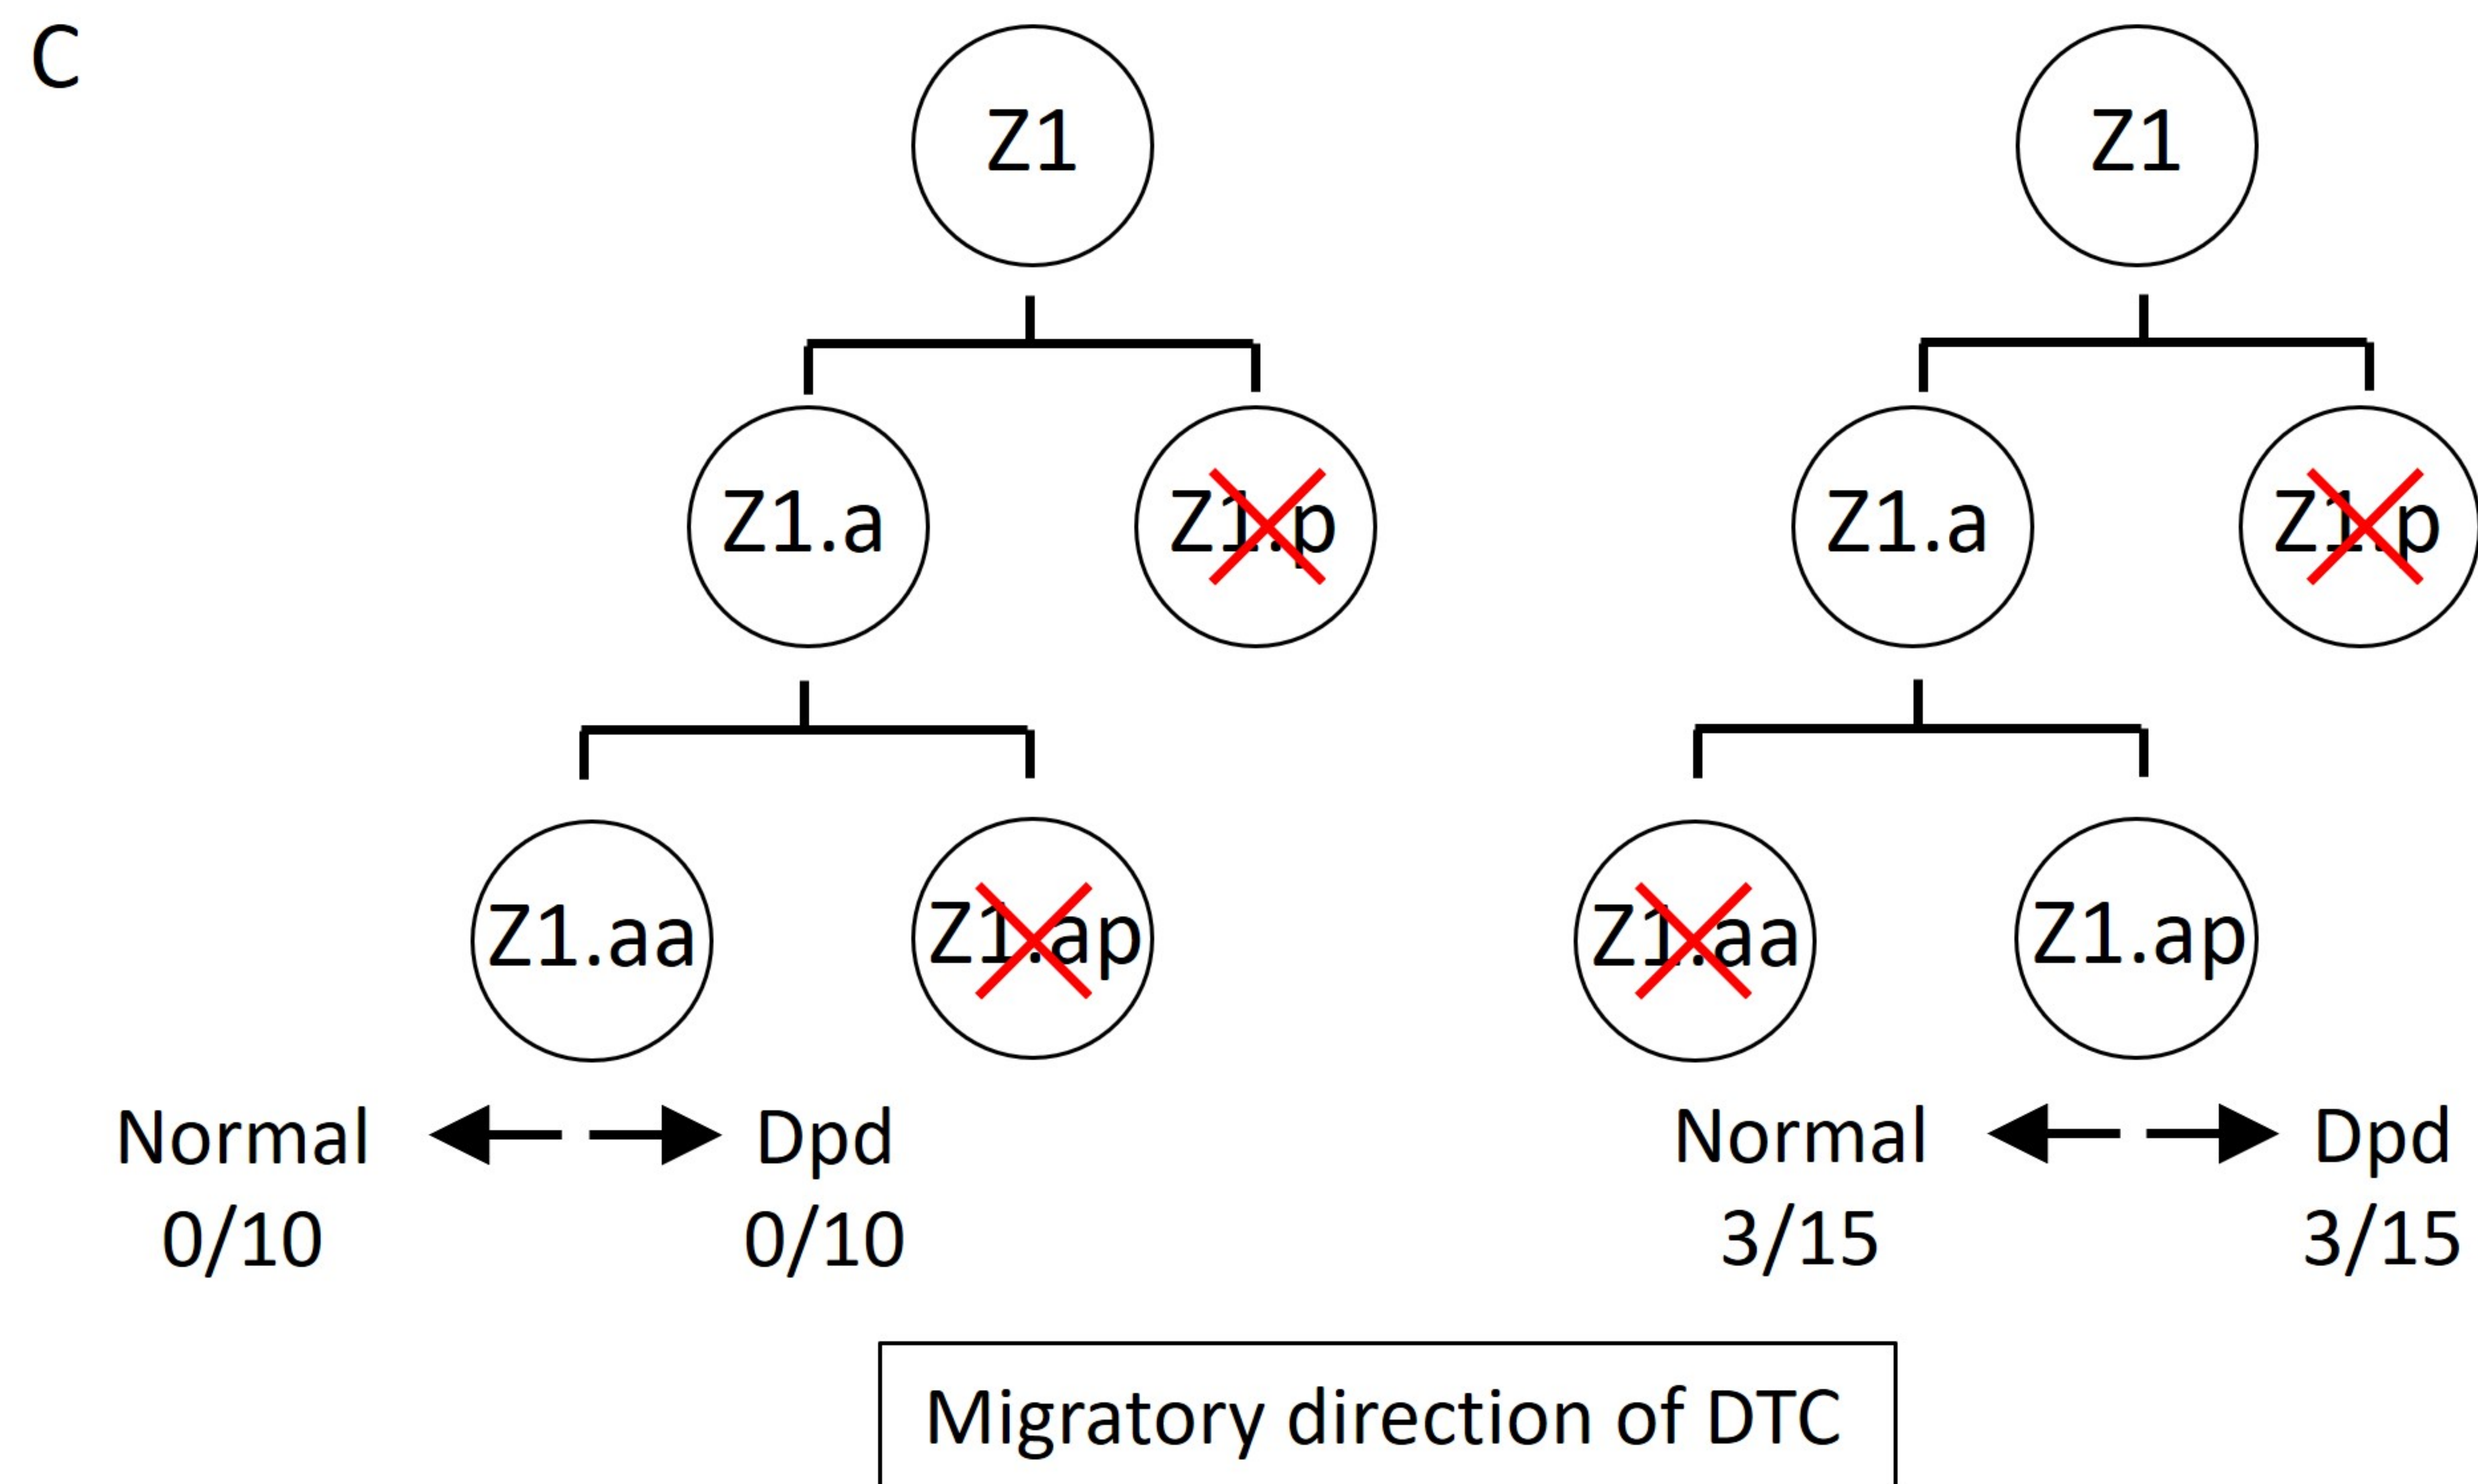 C
Z1
Z1
Z1.a
Z1.p
Z1.a
Z1.p
Z1.aa
Z1.ap
Z1.aa
Z1.ap
Normal
Dpd
Normal
Dpd
0/10
0/10
3/15
3/15
Migratory direction of DTC